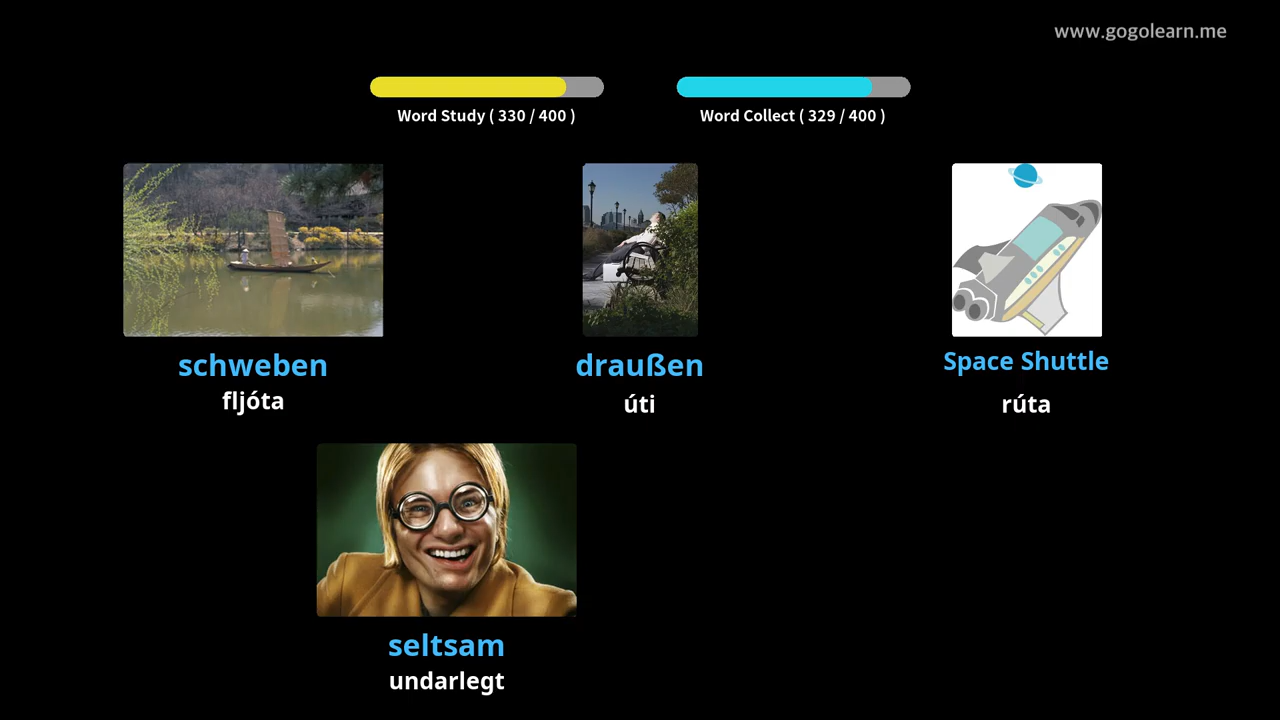 www.gogolearn.me
Word Study ( 330 / 400 )
Word Collect ( 329 / 400 )
schweben
fljóta
draußen
úti
Space Shuttle
rúta
seltsam
undarlegt